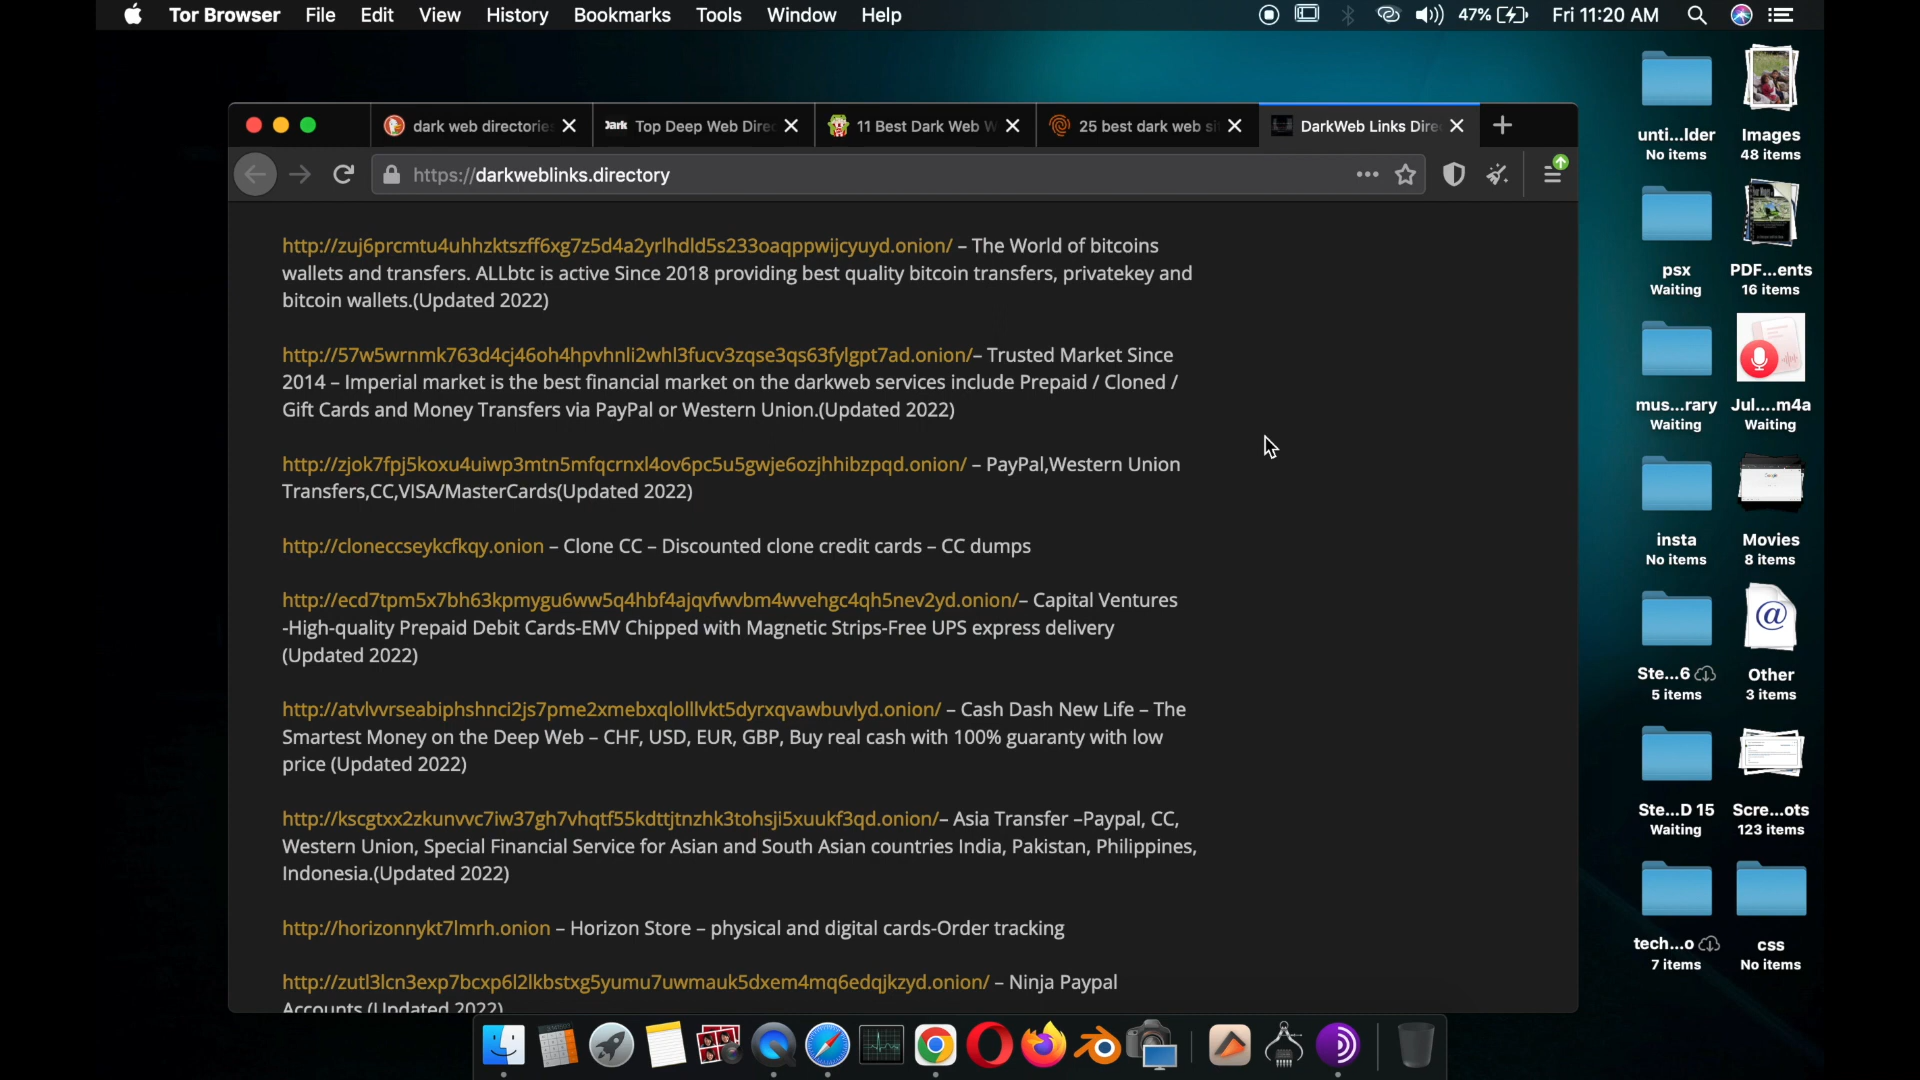 Tor Browser File Edit View History Bookmarks Tools Window Help 47% Fri 11:20 AM
dark web directories Top Deep Web Dire 11 Best Dark Web W 25 best dark web si DarkWeb Links Dire
https://darkweblinks.directory
http://zuj6prcmtu4uhhzktszff6xg7z5d4a2yrlhdld5s233oaqppwijcyuyd.onion/ – The World of bitcoins
wallets and transfers. ALLbtc is active Since 2018 providing best quality bitcoin transfers, privatekey and
bitcoin wallets.(Updated 2022)
http://57w5wrnmk763d4cj46oh4hpvhnli2whl3fucv3zqse3qs63fylgpt7ad.onion/– Trusted Market Since
2014 – Imperial market is the best financial market on the darkweb services include Prepaid / Cloned /
Gift Cards and Money Transfers via PayPal or Western Union.(Updated 2022)
http://zjok7fpj5koxu4uiwp3mtn5mfqcrnxl4ov6pc5u5gwje6ozjhhibzpqd.onion/ – PayPal,Western Union
Transfers,CC,VISA/MasterCards(Updated 2022)
http://cloneccseykcfkqy.onion – Clone CC – Discounted clone credit cards – CC dumps
http://ecd7tpm5x7bh63kpmygu6ww5q4hbf4ajqvfwvbm4wvehgc4qh5nev2yd.onion/– Capital Ventures
-High-quality Prepaid Debit Cards-EMV Chipped with Magnetic Strips-Free UPS express delivery
(Updated 2022)
http://atvlvvrseabiphshnci2js7pme2xmebxqlolllvkt5dyrxqvawbuvlyd.onion/ – Cash Dash New Life – The
Smartest Money on the Deep Web – CHF, USD, EUR, GBP, Buy real cash with 100% guaranty with low
price (Updated 2022)
http://kscgtxx2zkunvvc7iw37gh7vhqtf55kdttjtnzhk3tohsji5xuukf3qd.onion/– Asia Transfer –Paypal, CC,
Western Union, Special Financial Service for Asian and South Asian countries India, Pakistan, Philippines,
Indonesia.(Updated 2022)
http://horizonnykt7lmrh.onion – Horizon Store – physical and digital cards-Order tracking
http://zutl3lcn3exp7bcxp6l2lkbstxg5yumu7uwmauk5dxem4mq6edqjkzyd.onion/ – Ninja Paypal
Accounts (Updated 2022)
unti...lder Images
No items 48 items
psx PDF...ents
Waiting 16 items
mus...rary Jul....m4a
Waiting Waiting
insta Movies
No items 8 items
Ste...6 Other
5 items 3 items
Ste...D 15 Scre...ots
Waiting 123 items
tech...o css
7 items No items